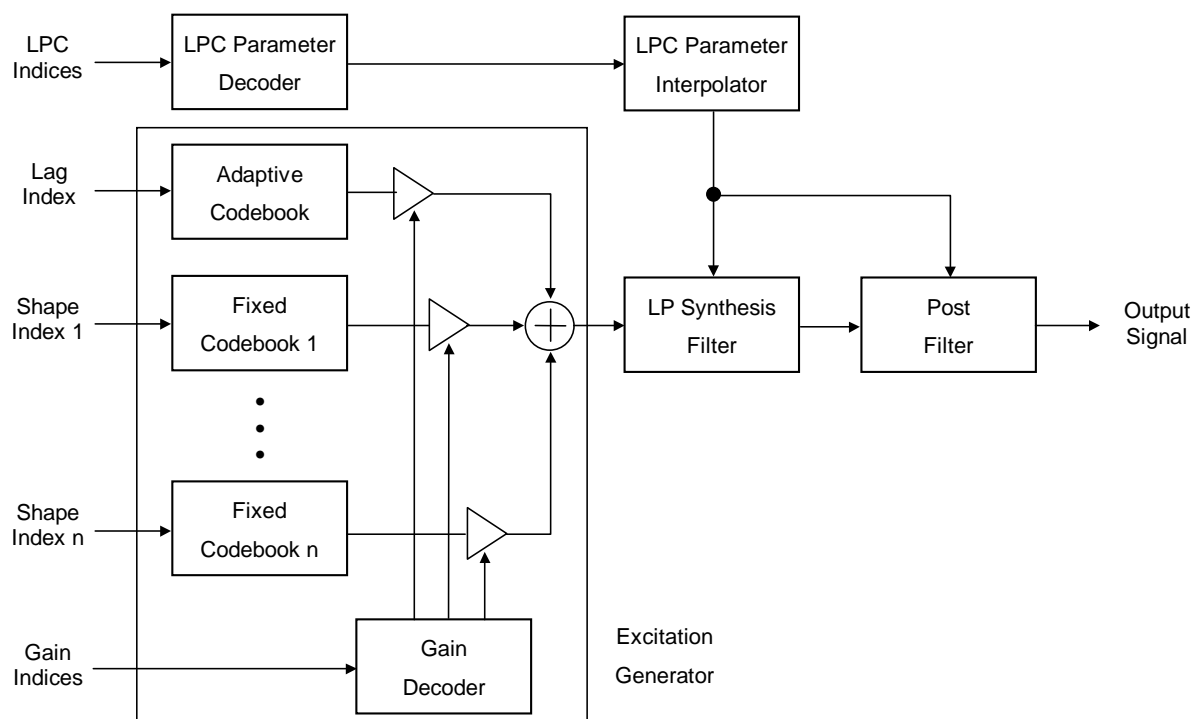 LPC
Indices
LPC Parameter
Decoder
LPC Parameter
Interpolator
Lag
Index
Adaptive
Codebook
Shape
Index 1
Fixed
Codebook 1
LP Synthesis
Filter
Post
Filter
Output
Signal
Shape
Index n
Fixed
Codebook n
Gain
Indices
Gain
Decoder
Excitation
Generator